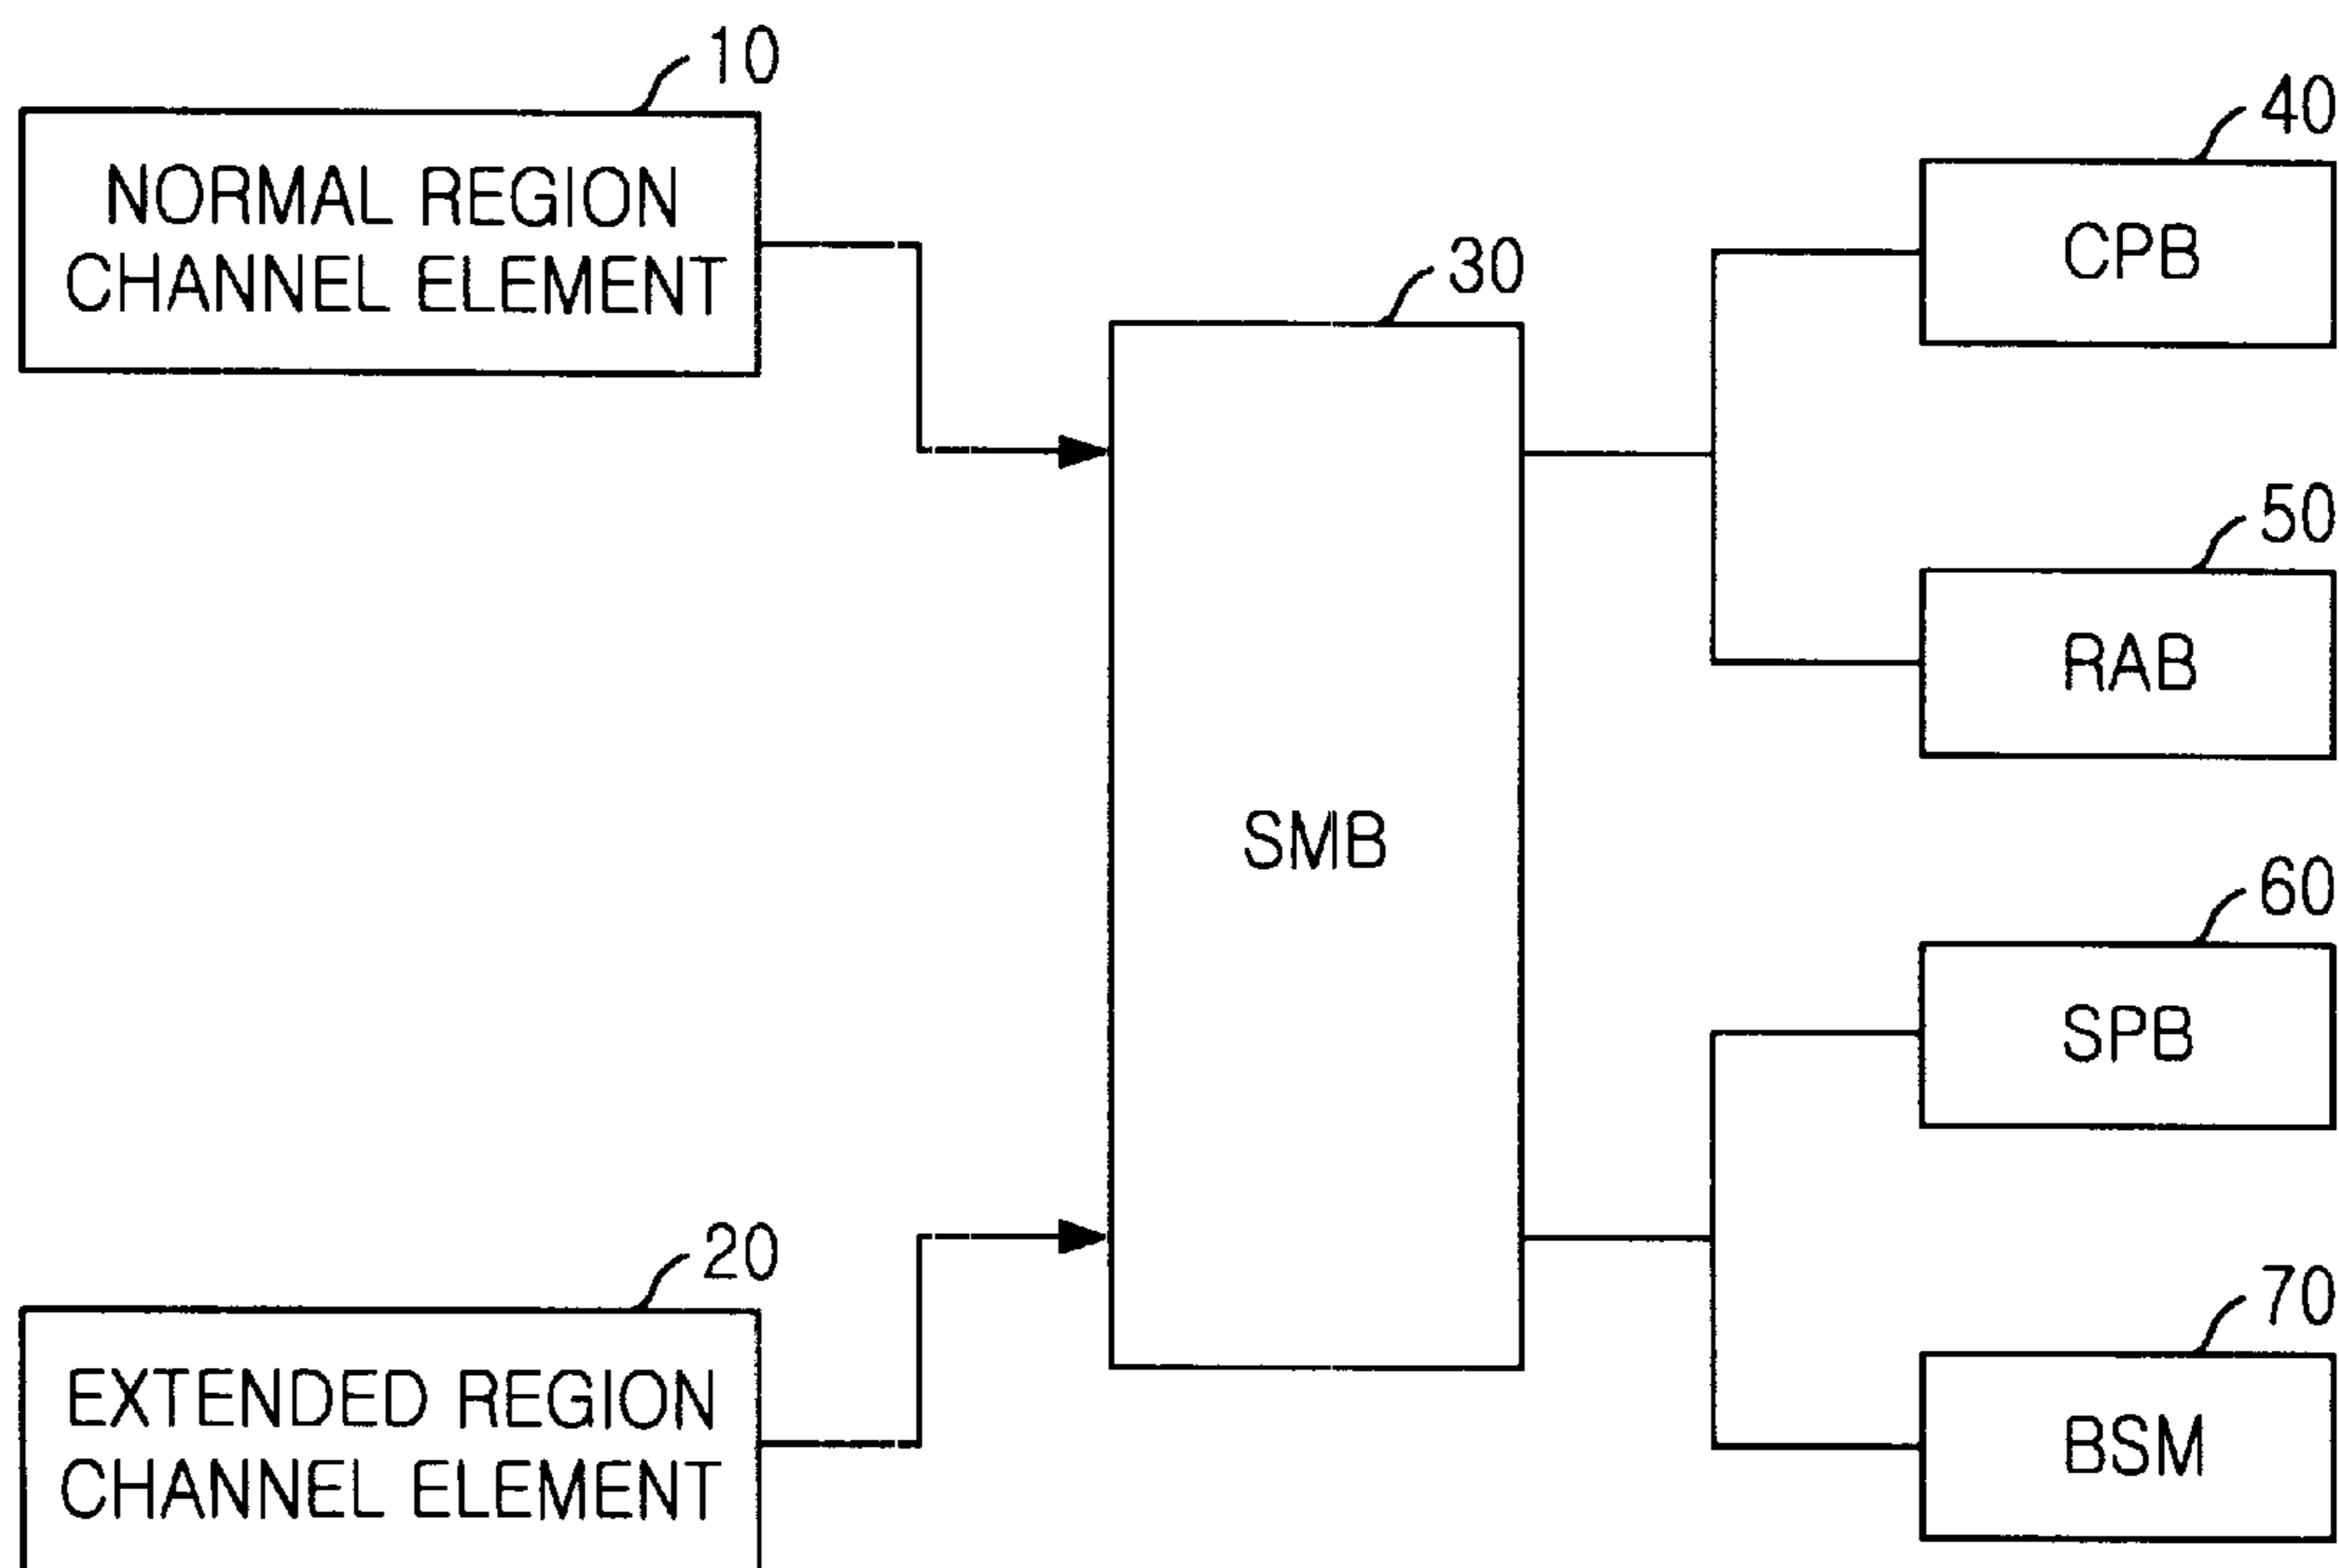 10
NORMAL REGION
CHANNEL ELEMENT
40
CPB
30
50
RAB
SMB
60
SPB
20
EXTENDED REGION
CHANNEL ELEMENT
70
BSM